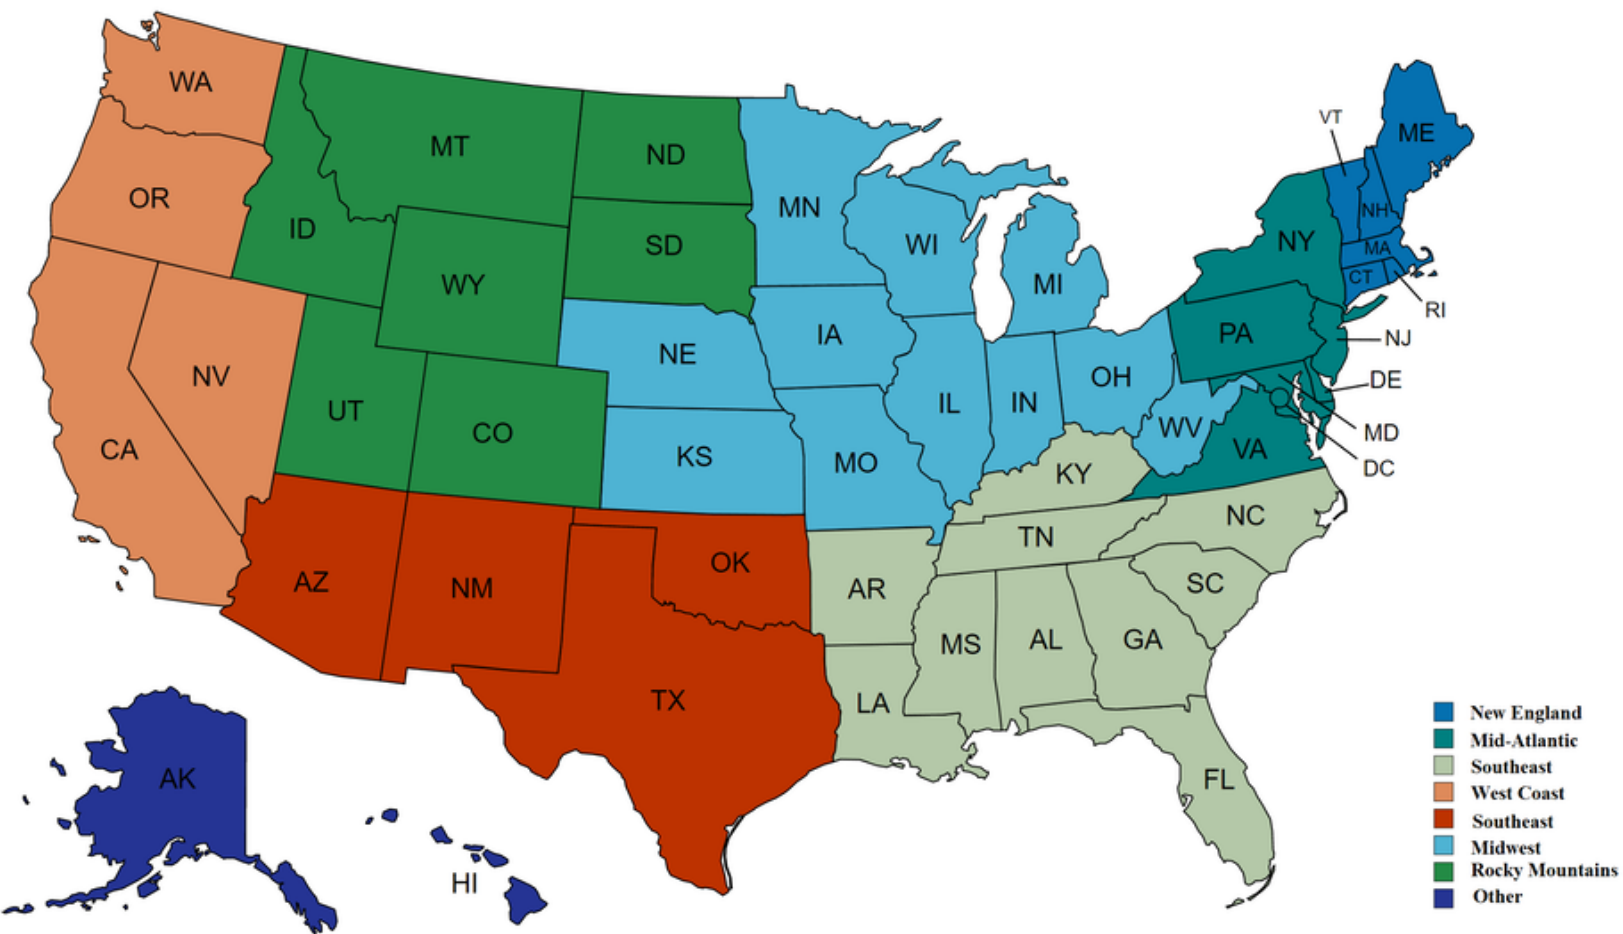 WA
MT
ND
OR
ID
MN
SD
WI
WY
MI
VT
ME
NH
NY
MA
CT
RI
NE
IA
PA
NJ
NV
UT
CO
IL
IN
OH
DE
CA
KS
MO
WV
MD
VA
DC
KY
NC
TN
OK
AZ
NM
AR
SC
MS
AL
GA
TX
LA
FL
AK
HI
New England
Mid-Atlantic
Southeast
West Coast
Southeast
Midwest
Rocky Mountains
Other